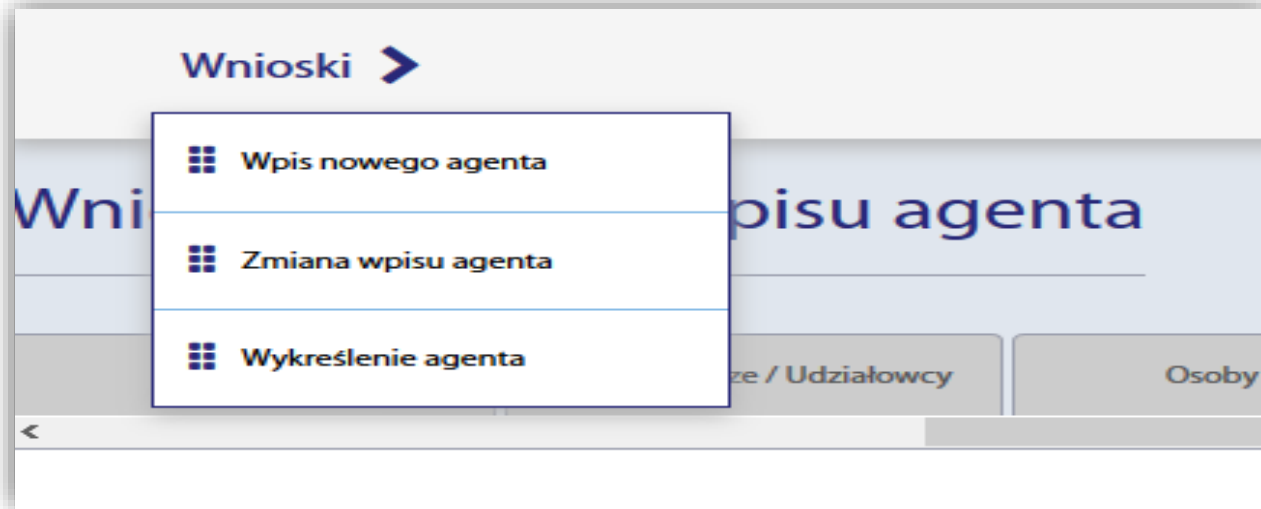 Wnioski
Wpis nowego agenta
Wni pisu agenta
Zmiana wpisu agenta
Wykreślenie agenta
ze / Udziałowcy
Osoby